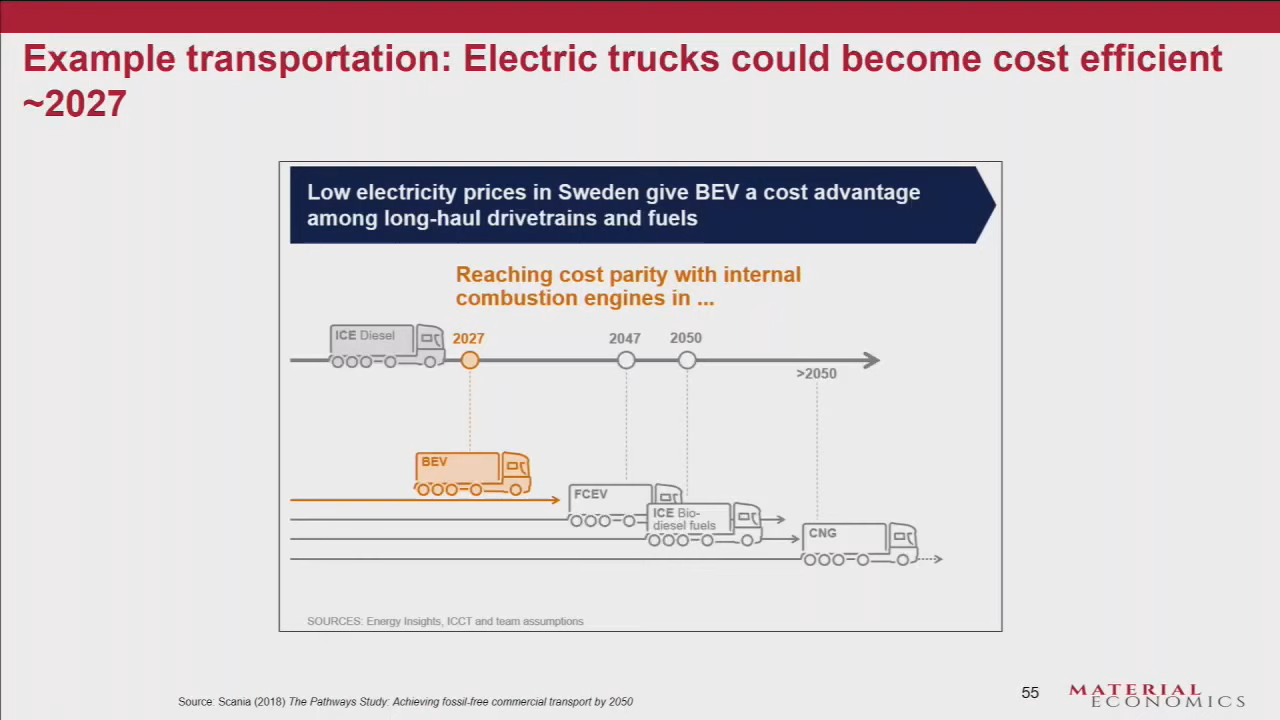 Example transportation: Electric trucks could become cost efficient
~2027
Low electricity prices in Sweden give BEV a cost advantage
among long-haul drivetrains and fuels
Reaching cost parity with internal
combustion engines in ...
ICE Diesel
2027
2047
2050
>2050
BEV
FCEV
ICE Bio-
diesel fuels
CNG
SOURCES: Energy Insights, ICCT and team assumptions
Source: Scania (2018) The Pathways Study: Achieving fossil-free commercial transport by 2050
55
MATERIAL
ECONOMICS